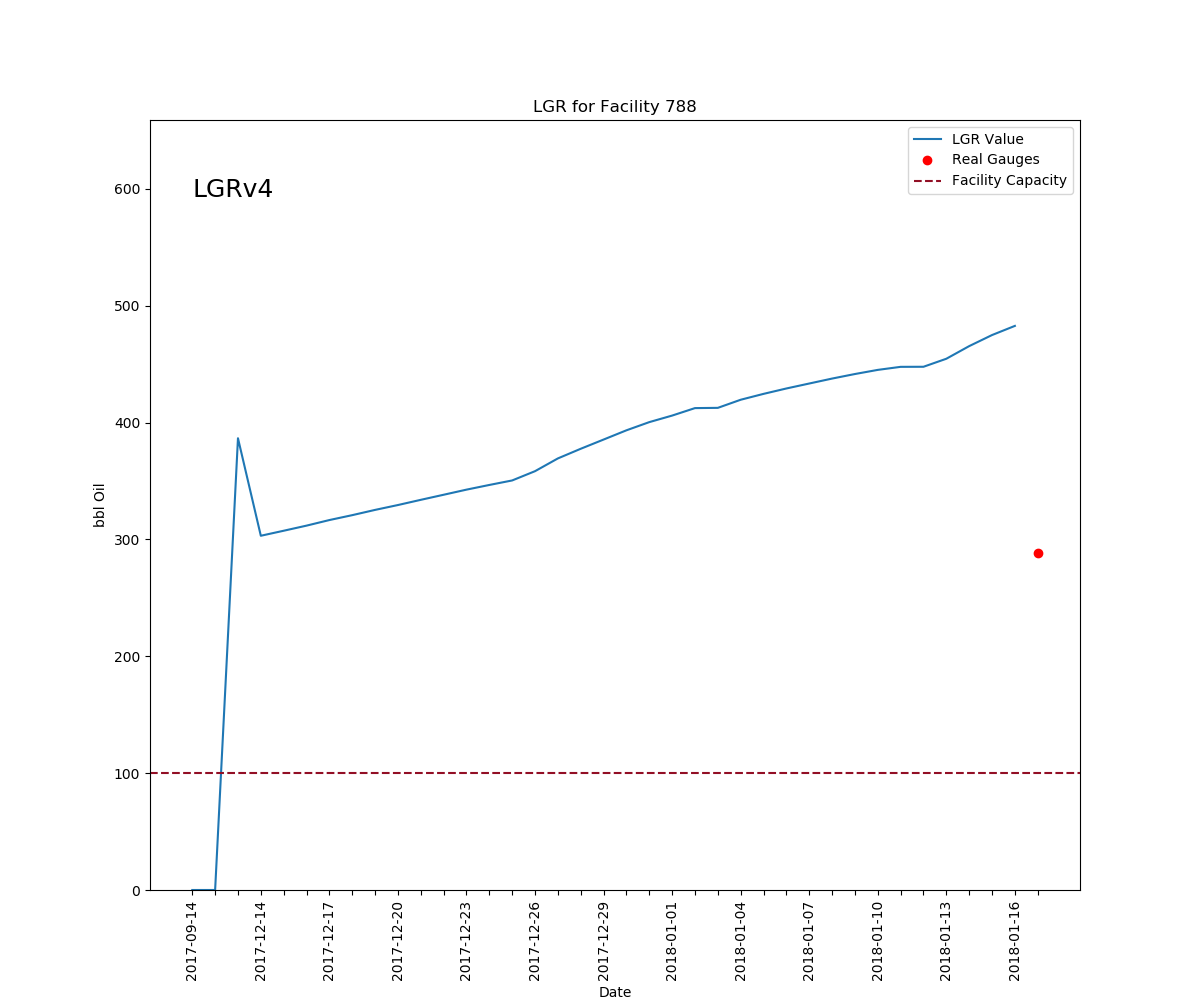 LGR for Facility 788
LGR Value
Real Gauges
Facility Capacity
LGRv4
600
500
400
300
200
100
0
bbl Oil
2017-09-14
2017-12-14
2017-12-17
2017-12-20
2017-12-23
2017-12-26
2017-12-29
2018-01-01
2018-01-04
2018-01-07
2018-01-10
2018-01-13
2018-01-16
Date